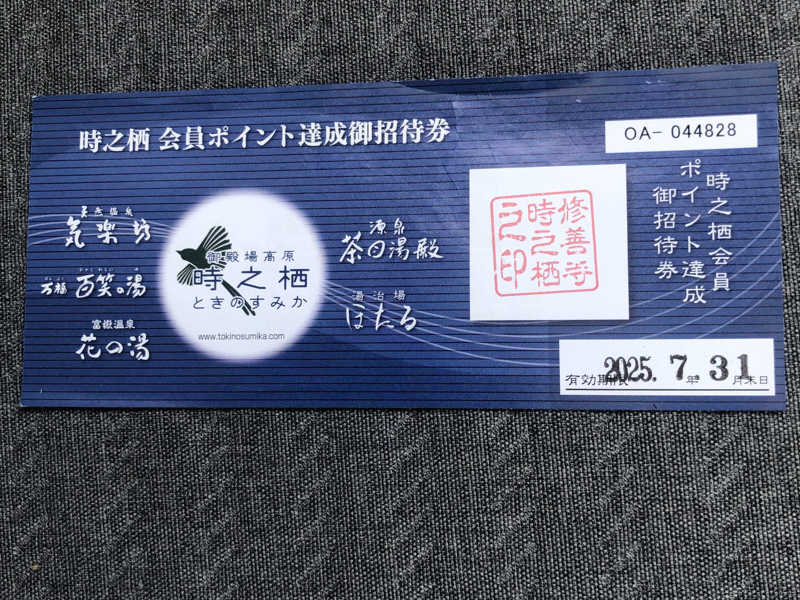 時之栖 会員ポイント達成御招待券
OA- 044828
天然温泉
気楽坊
万福 百笑の湯
富嶽温泉
花の湯
御殿場高原
時之栖
ときのすみか
www.tokinosumika.com
源泉
茶目湯殿
湯治場
ほたる
修善寺
時之栖
之印
時之栖会員
ポイント達成
御招待券
有効期限 2025. 7. 年 31 月末日